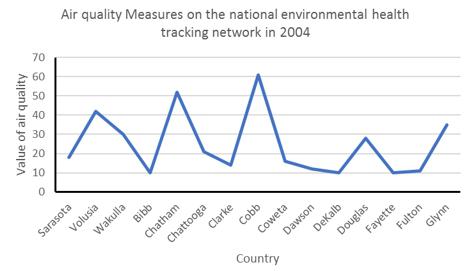 Air quality Measures on the national environmental health
tracking network in 2004
Value of air quality
70
60
50
40
30
20
10
0
Sarasota
Volusia
Wakulla
Bibb
Chatham
Chattooga
Clarke
Cobb
Coweta
Dawson
DeKalb
Douglas
Fayette
Fulton
Glynn
Country